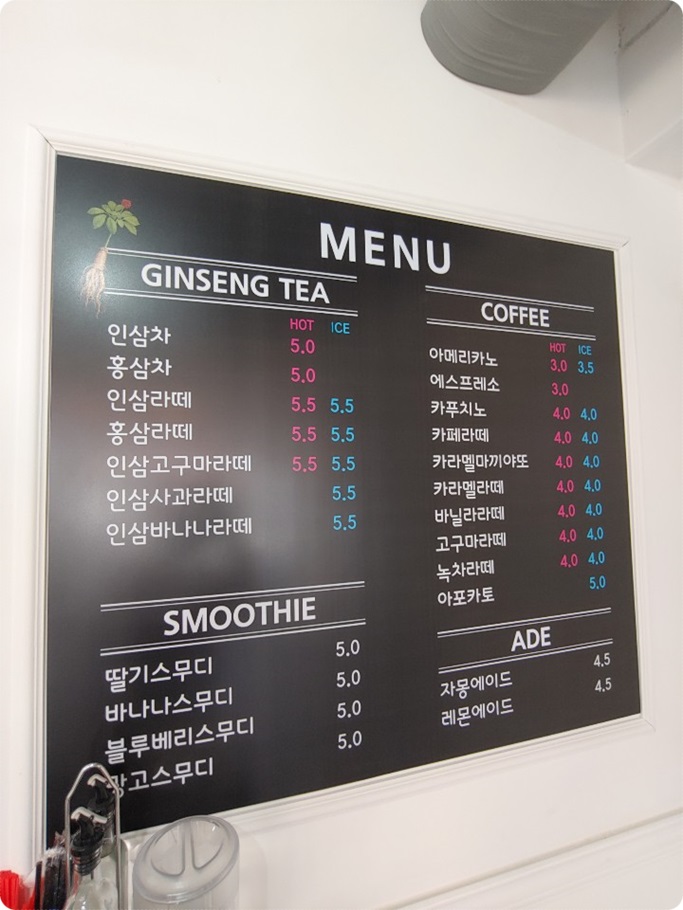 MENU
GINSENG TEA
HOT ICE
인삼차 5.0
홍삼차 5.0
인삼라떼 5.5 5.5
홍삼라떼 5.5 5.5
인삼고구마라떼 5.5 5.5
인삼사과라떼 5.5
인삼바나나라떼 5.5
SMOOTHIE
딸기스무디 5.0
바나나스무디 5.0
블루베리스무디 5.0
망고스무디 5.0
COFFEE
HOT ICE
아메리카노 3.0 3.5
에스프레소 3.0
카푸치노 4.0 4.0
카페라떼 4.0 4.0
카라멜마끼야또 4.0 4.0
카라멜라떼 4.0 4.0
바닐라라떼 4.0 4.0
고구마라떼 4.0 4.0
녹차라떼 4.0 4.0
아포카토 5.0
ADE
자몽에이드 4.5
레몬에이드 4.5